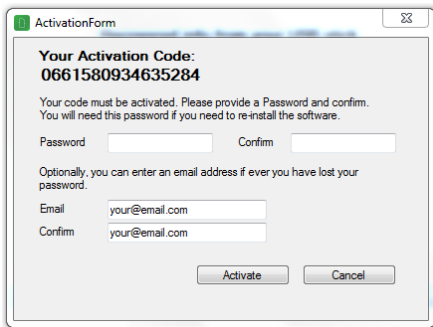 ActivationForm
Your Activation Code:
0661580934635284
Your code must be activated. Please provide a Password and confirm.
You will need this password if you need to re-install the software.
Password Confirm
Optionally, you can enter an email address if ever you have lost your
password.
Email your@email.com
Confirm your@email.com
Activate Cancel